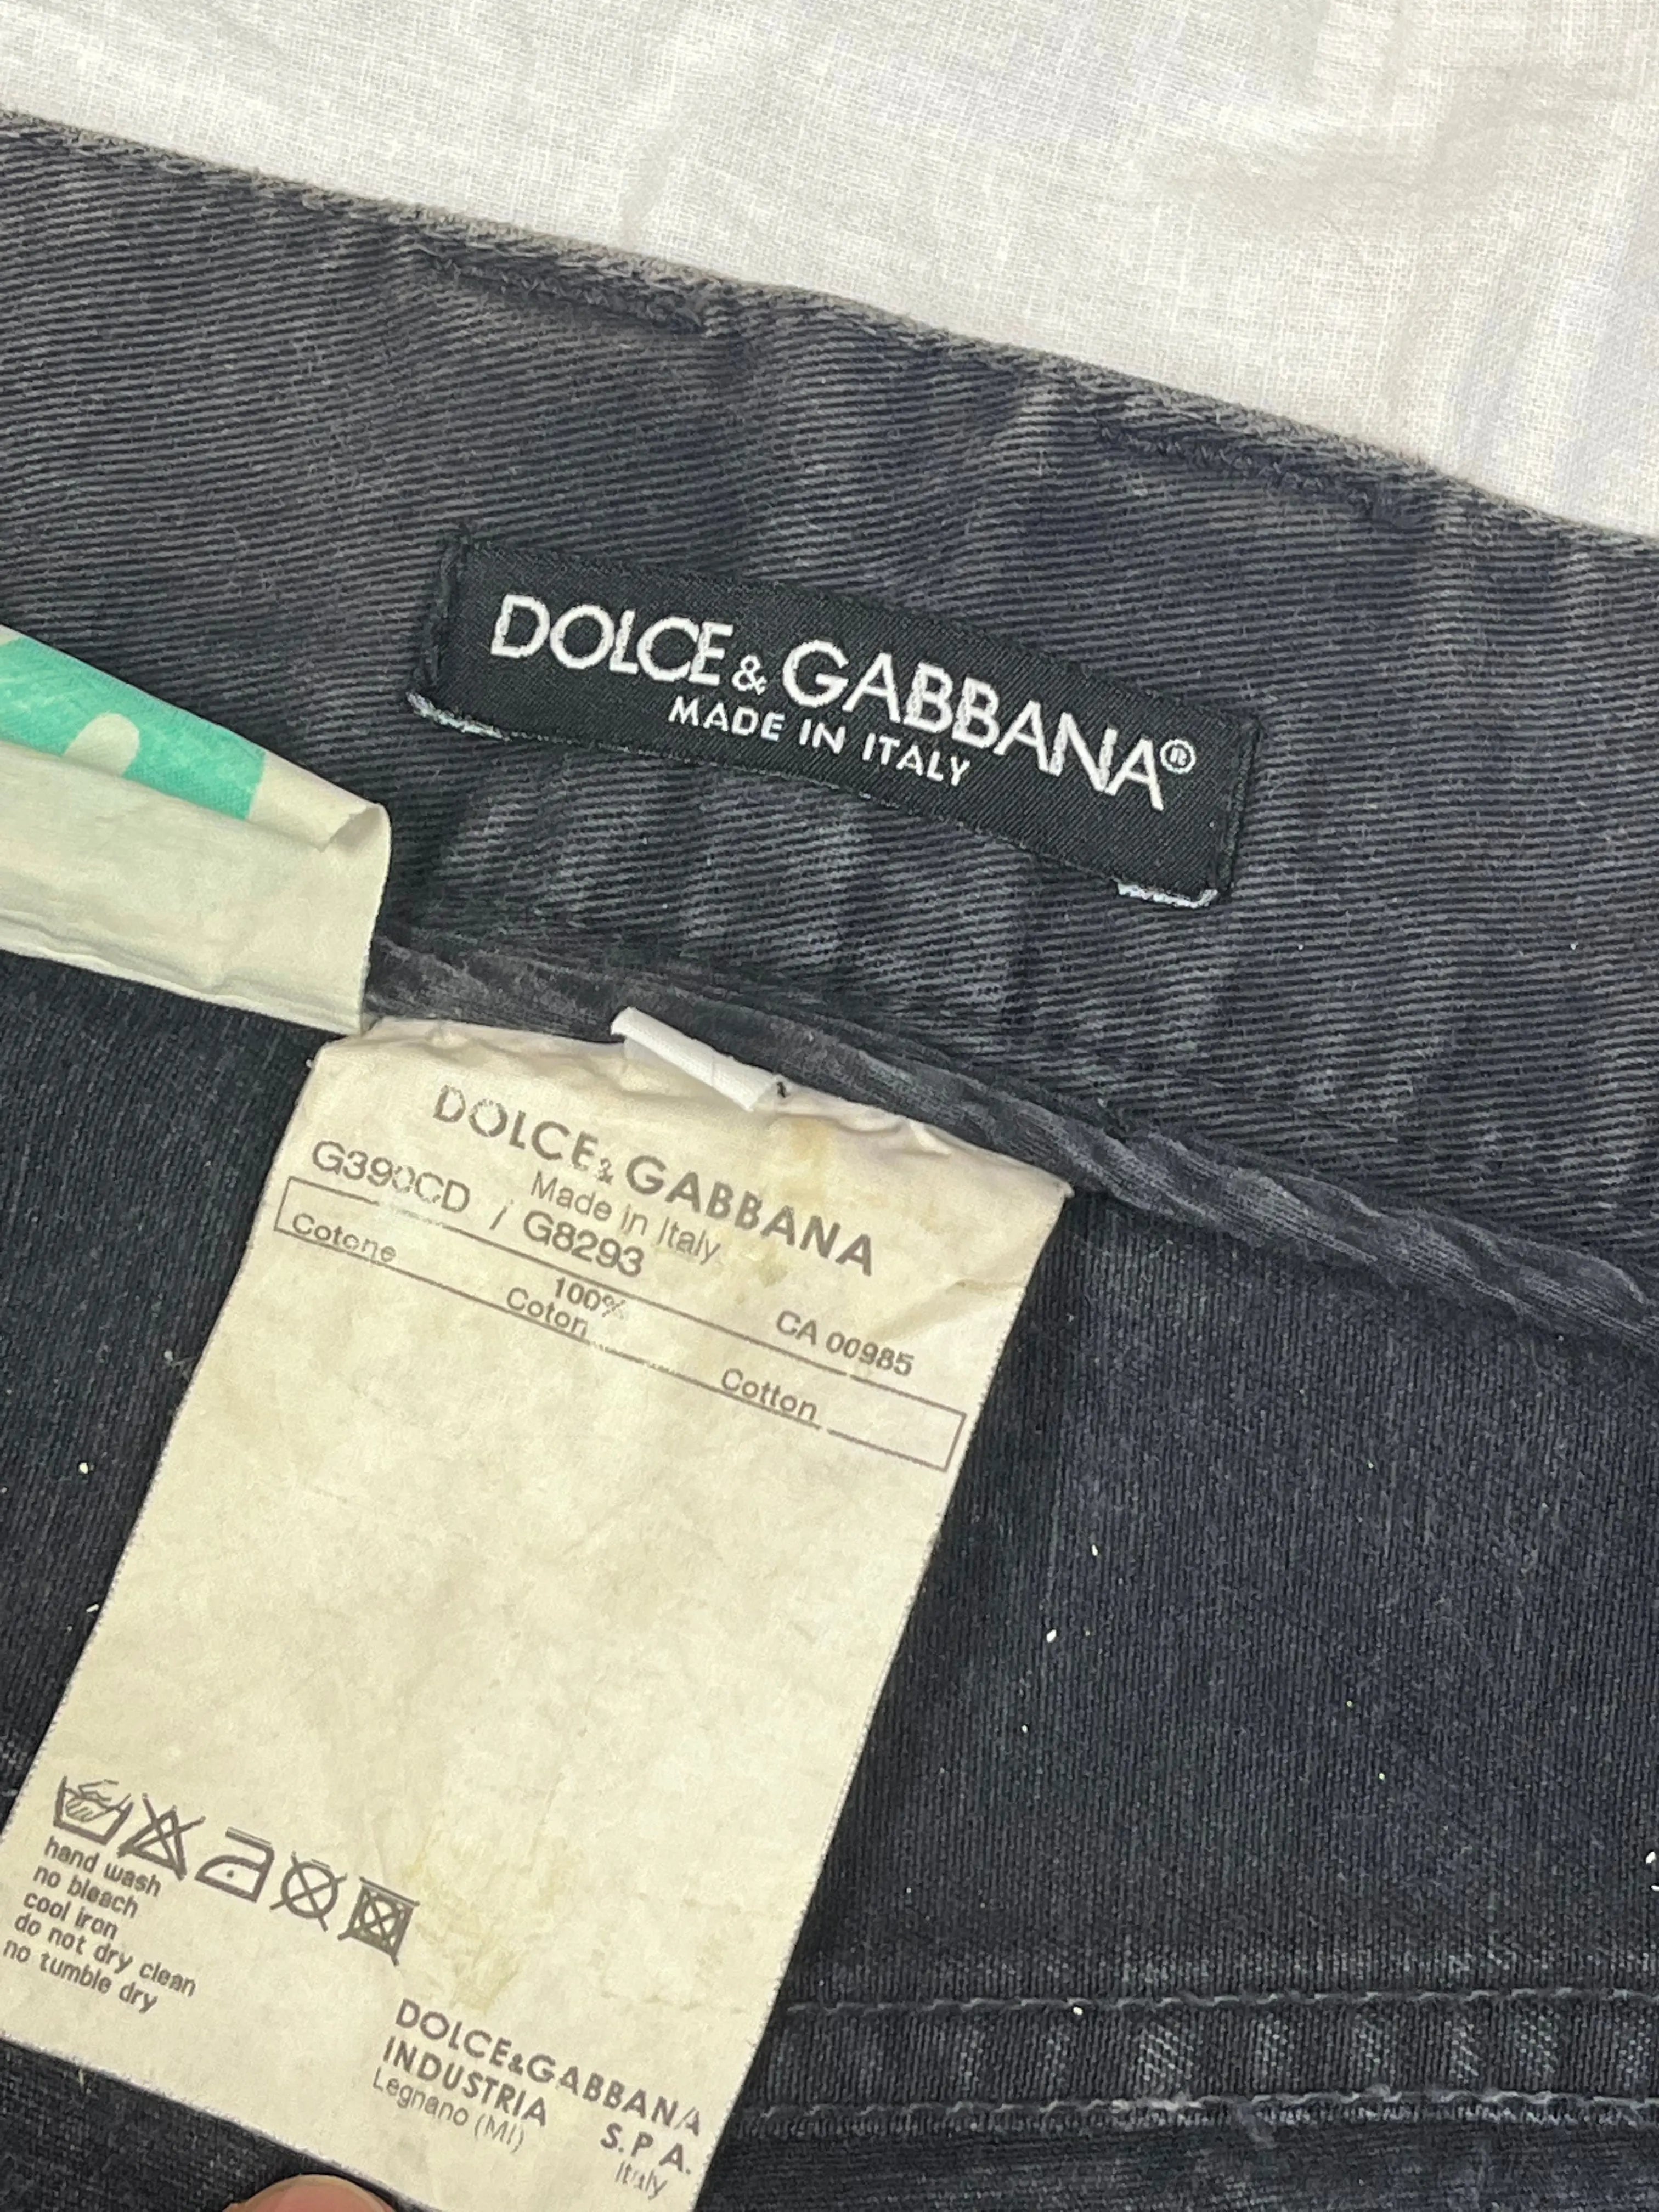 DOLCE & GABBANA®
MADE IN ITALY
DOLCE & GABBANA
Made in Italy
G390CD / G8293
CA 00985
100%
Cotone Coton Cotton
hand wash
no bleach
cool iron
do not dry clean
no tumble dry
DOLCE&GABBANA
INDUSTRIA S.P.A.
Legnano (MI) Italy